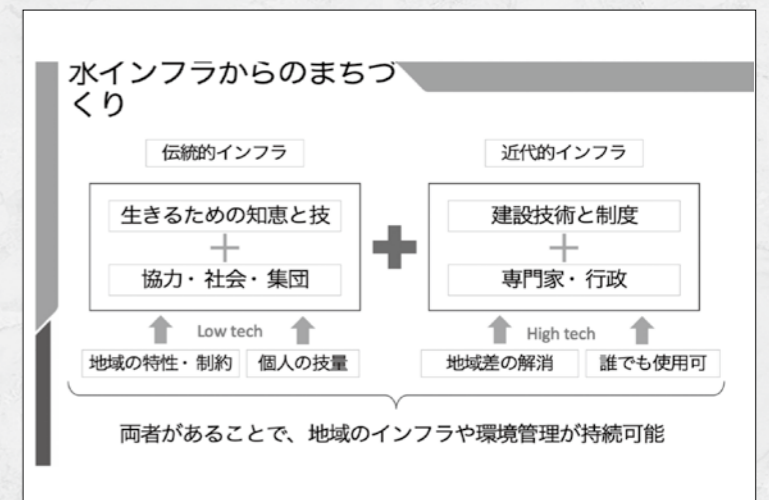 水インフラからのまちづ
くり
伝統的インフラ
近代的インフラ
生きるための知恵と技
＋
協力・社会・集団
＋
建設技術と制度
＋
専門家・行政
Low tech
地域の特性・制約
個人の技量
High tech
地域差の解消
誰でも使用可
両者があることで、地域のインフラや環境管理が持続可能